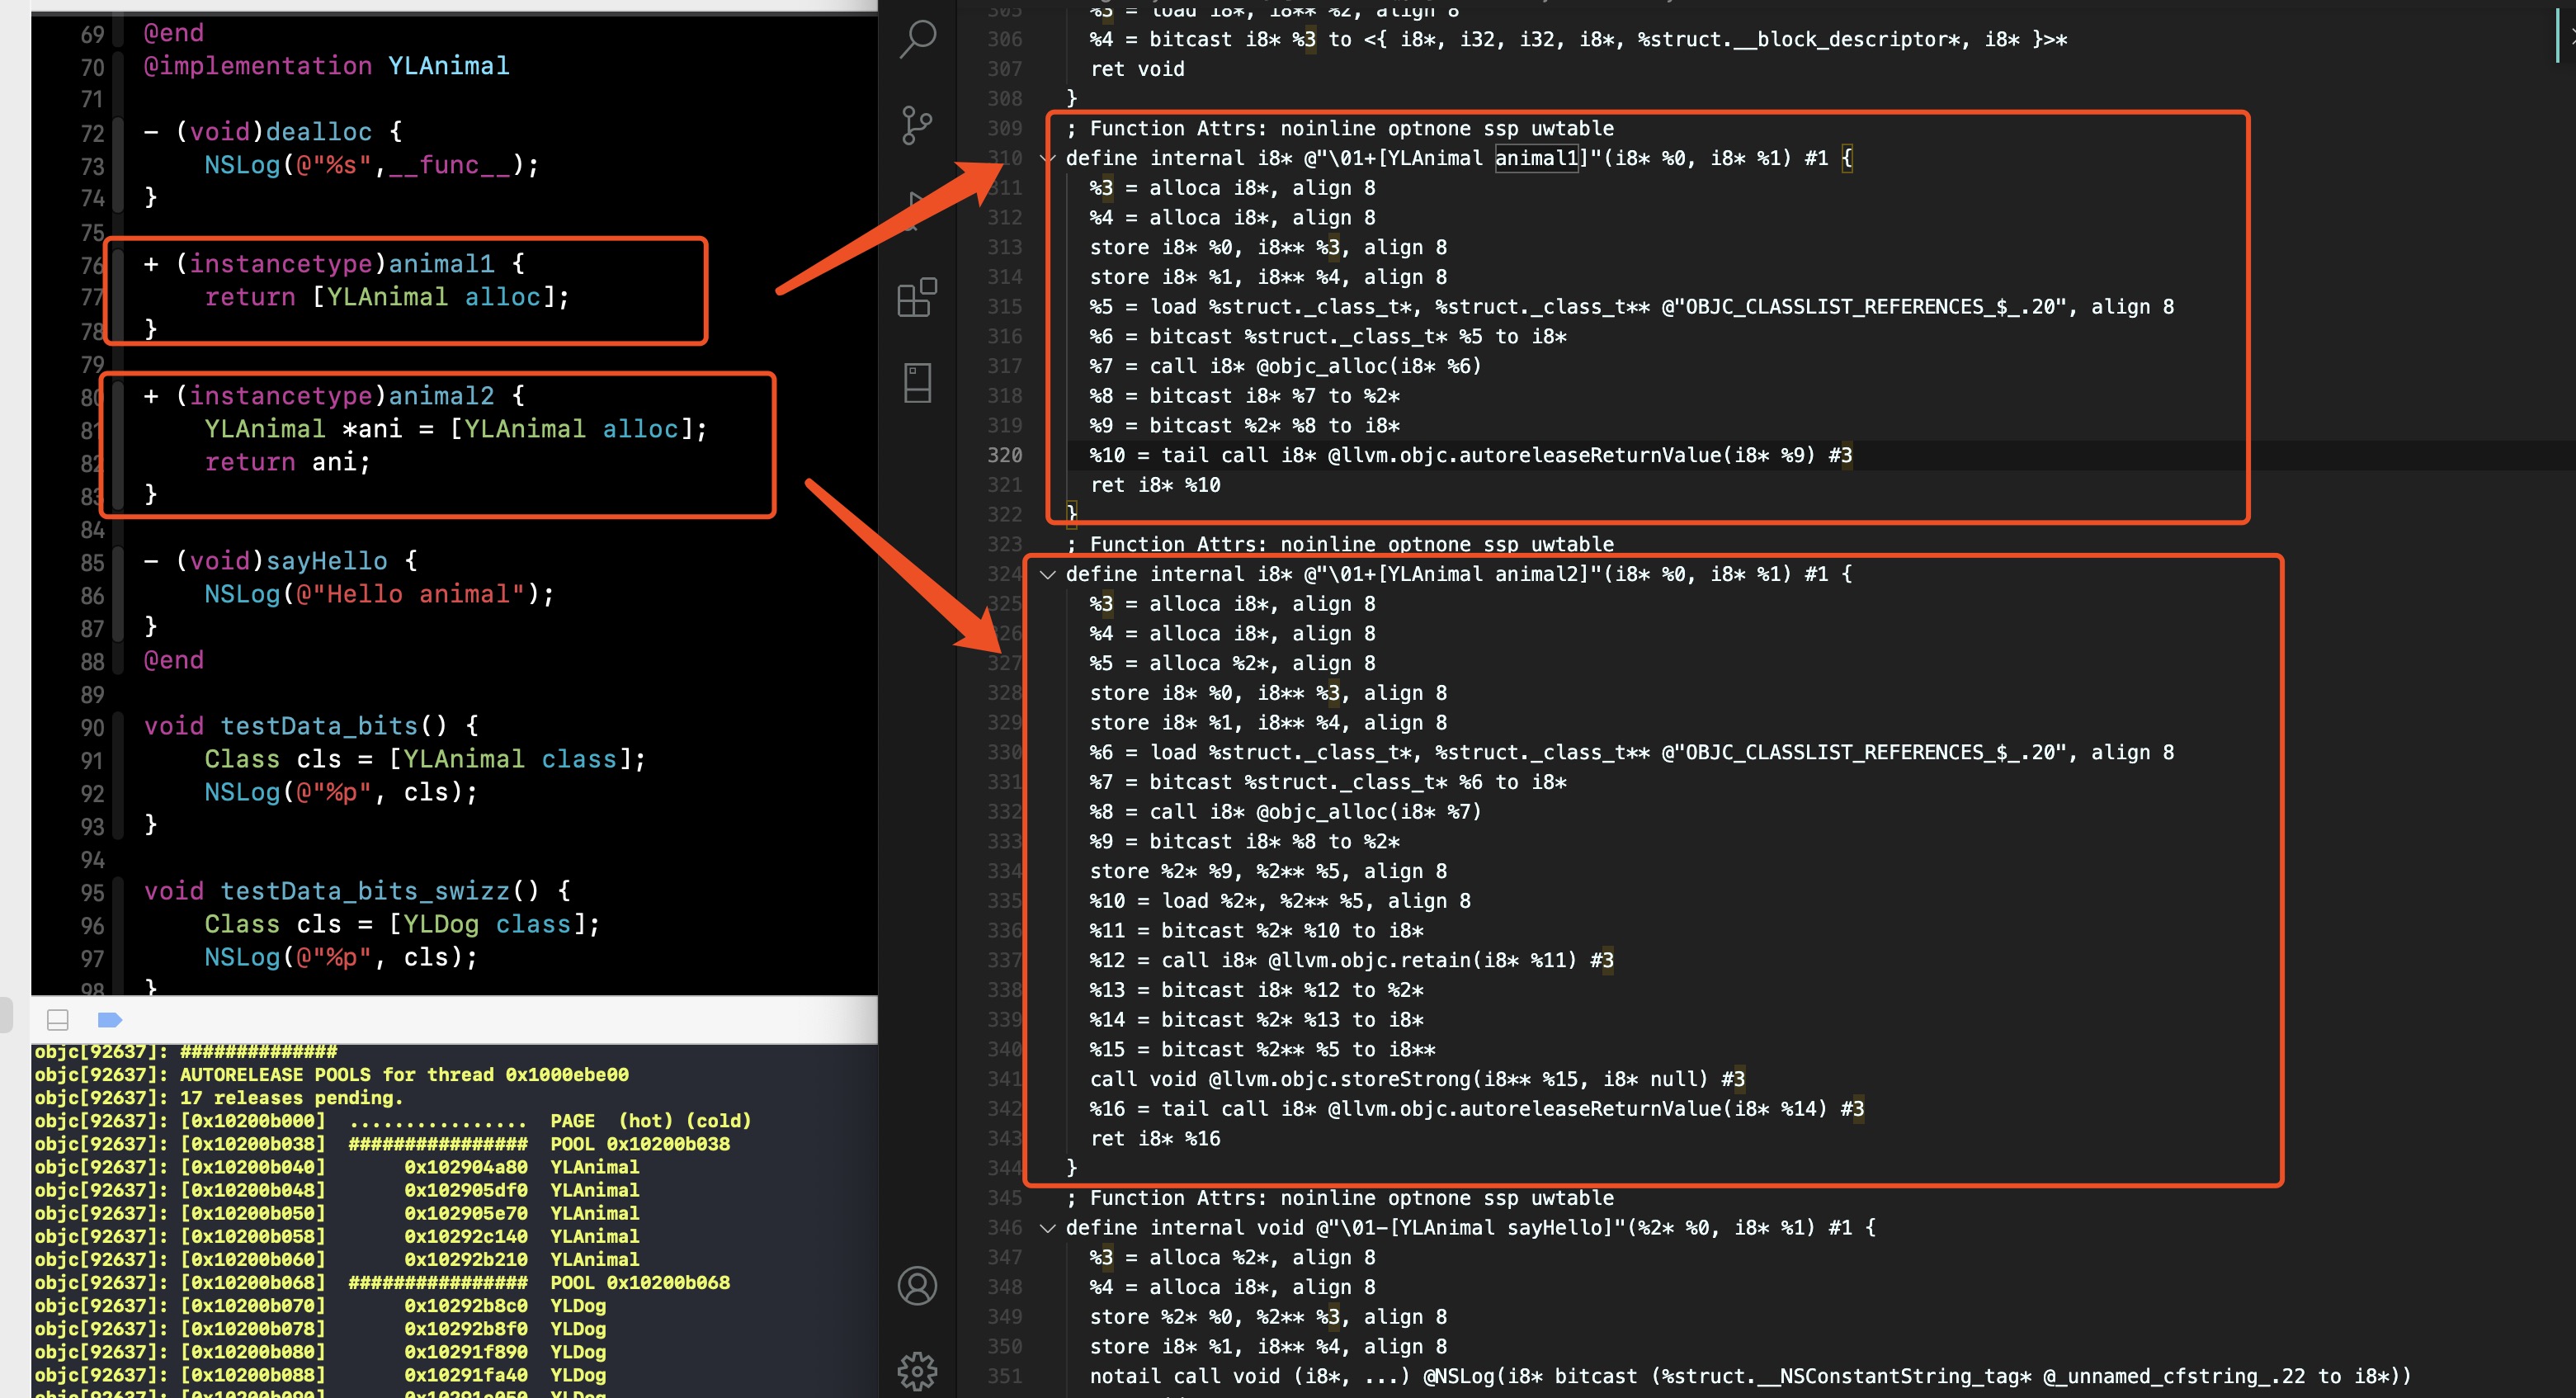 69 @end
70 @implementation YLAnimal
71
72 - (void)dealloc {
73 NSLog(@"%s",__func__);
74 }
75
76 + (instancetype)animal1 {
77 return [YLAnimal alloc];
78 }
79
80 + (instancetype)animal2 {
81 YLAnimal *ani = [YLAnimal alloc];
82 return ani;
83 }
84
85 - (void)sayHello {
86 NSLog(@"Hello animal");
87 }
88 @end
89
90 void testData_bits() {
91 Class cls = [YLAnimal class];
92 NSLog(@"%p", cls);
93 }
94
95 void testData_bits_swizz() {
96 Class cls = [YLDog class];
97 NSLog(@"%p", cls);
98 }
objc[92637]: ##############
objc[92637]: AUTORELEASE POOLS for thread 0x1000ebe00
objc[92637]: 17 releases pending.
objc[92637]: [0x10200b000] ................ PAGE (hot) (cold)
objc[92637]: [0x10200b038] ################ POOL 0x10200b038
objc[92637]: [0x10200b040] 0x102904a80 YLAnimal
objc[92637]: [0x10200b048] 0x102905df0 YLAnimal
objc[92637]: [0x10200b050] 0x102905e70 YLAnimal
objc[92637]: [0x10200b058] 0x10292c140 YLAnimal
objc[92637]: [0x10200b060] 0x10292b210 YLAnimal
objc[92637]: [0x10200b068] ################ POOL 0x10200b068
objc[92637]: [0x10200b070] 0x10292b8c0 YLDog
objc[92637]: [0x10200b078] 0x10292b8f0 YLDog
objc[92637]: [0x10200b080] 0x10291f890 YLDog
objc[92637]: [0x10200b088] 0x10291fa40 YLDog
305 %3 = load i8*, i8** %2, align 8
306 %4 = bitcast i8* %3 to <{ i8*, i32, i32, i8*, %struct.__block_descriptor*, i8* }>*
307 ret void
308 }
309 ; Function Attrs: noinline optnone ssp uwtable
310 define internal i8* @"\01+[YLAnimal animal1]"(i8* %0, i8* %1) #1 {
311 %3 = alloca i8*, align 8
312 %4 = alloca i8*, align 8
313 store i8* %0, i8** %3, align 8
314 store i8* %1, i8** %4, align 8
315 %5 = load %struct._class_t*, %struct._class_t** @"OBJC_CLASSLIST_REFERENCES_$_.20", align 8
316 %6 = bitcast %struct._class_t* %5 to i8*
317 %7 = call i8* @objc_alloc(i8* %6)
318 %8 = bitcast i8* %7 to %2*
319 %9 = bitcast %2* %8 to i8*
320 %10 = tail call i8* @llvm.objc.autoreleaseReturnValue(i8* %9) #3
321 ret i8* %10
322 }
323 ; Function Attrs: noinline optnone ssp uwtable
324 define internal i8* @"\01+[YLAnimal animal2]"(i8* %0, i8* %1) #1 {
325 %3 = alloca i8*, align 8
326 %4 = alloca i8*, align 8
327 %5 = alloca %2*, align 8
328 store i8* %0, i8** %3, align 8
329 store i8* %1, i8** %4, align 8
330 %6 = load %struct._class_t*, %struct._class_t** @"OBJC_CLASSLIST_REFERENCES_$_.20", align 8
331 %7 = bitcast %struct._class_t* %6 to i8*
332 %8 = call i8* @objc_alloc(i8* %7)
333 %9 = bitcast i8* %8 to %2*
334 store %2* %9, %2** %5, align 8
335 %10 = load %2*, %2** %5, align 8
336 %11 = bitcast %2* %10 to i8*
337 %12 = call i8* @llvm.objc.retain(i8* %11) #3
338 %13 = bitcast i8* %12 to %2*
339 %14 = bitcast %2* %13 to i8*
340 %15 = bitcast %2** %5 to i8**
341 call void @llvm.objc.storeStrong(i8** %15, i8* null) #3
342 %16 = tail call i8* @llvm.objc.autoreleaseReturnValue(i8* %14) #3
343 ret i8* %16
344 }
345 ; Function Attrs: noinline optnone ssp uwtable
346 define internal void @"\01-[YLAnimal sayHello]"(%2* %0, i8* %1) #1 {
347 %3 = alloca %2*, align 8
348 %4 = alloca i8*, align 8
349 store %2* %0, %2** %3, align 8
350 store i8* %1, i8** %4, align 8
351 notail call void (i8*, ...) @NSLog(i8* bitcast (%struct.__NSConstantString_tag* @_unnamed_cfstring_.22 to i8*))